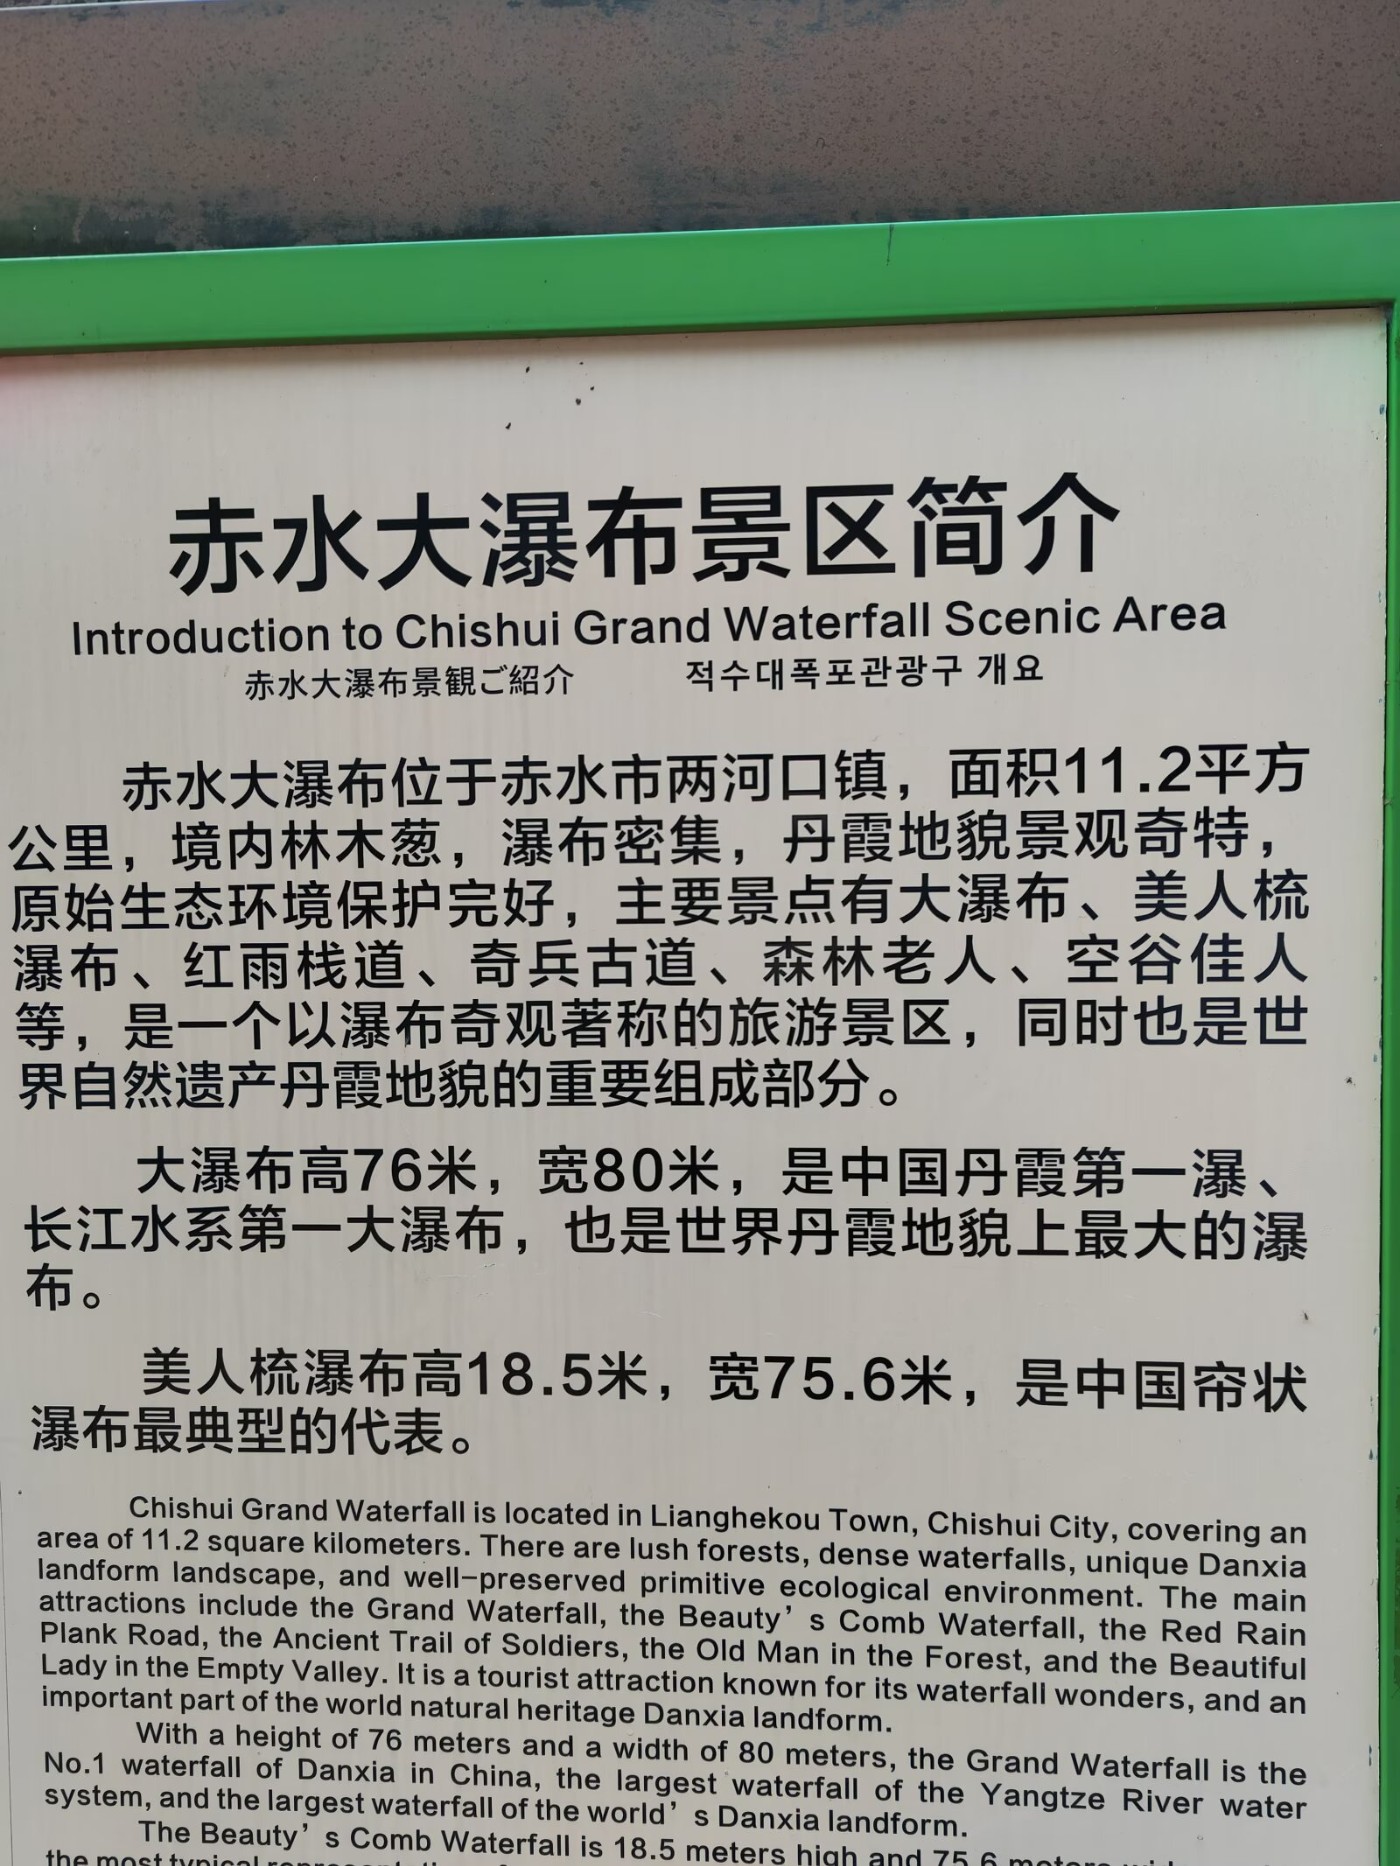 赤水大瀑布景区简介
Introduction to Chishui Grand Waterfall Scenic Area
赤水大瀑布景観ご紹介 적수대폭포관광구 개요
赤水大瀑布位于赤水市两河口镇，面积11.2平方
公里，境内林木葱，瀑布密集，丹霞地貌景观奇特，
原始生态环境保护完好，主要景点有大瀑布、美人梳
瀑布、红雨栈道、奇兵古道、森林老人、空谷佳人
等，是一个以瀑布奇观著称的旅游景区，同时也是世
界自然遗产丹霞地貌的重要组成部分。
大瀑布高76米，宽80米，是中国丹霞第一瀑、
长江水系第一大瀑布，也是世界丹霞地貌上最大的瀑
布。
美人梳瀑布高18.5米，宽75.6米，是中国帘状
瀑布最典型的代表。
Chishui Grand Waterfall is located in Lianghekou Town, Chishui City, covering an
area of 11.2 square kilometers. There are lush forests, dense waterfalls, unique Danxia
landform landscape, and well-preserved primitive ecological environment. The main
attractions include the Grand Waterfall, the Beauty's Comb Waterfall, the Red Rain
Plank Road, the Ancient Trail of Soldiers, the Old Man in the Forest, and the Beautiful
Lady in the Empty Valley. It is a tourist attraction known for its waterfall wonders, and an
important part of the world natural heritage Danxia landform.
With a height of 76 meters and a width of 80 meters, the Grand Waterfall is the
No.1 waterfall of Danxia in China, the largest waterfall of the Yangtze River water
system, and the largest waterfall of the world's Danxia landform.
The Beauty's Comb Waterfall is 18.5 meters high and 75.6 meters
the most typical